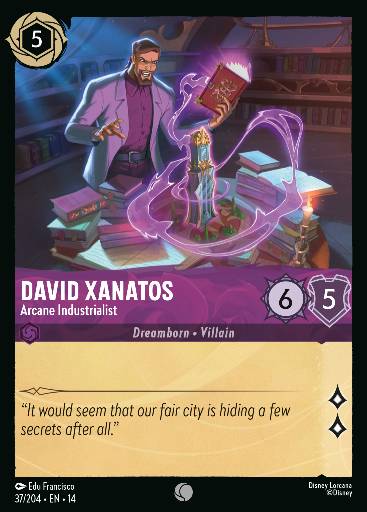 5
DAVID XANATOS
Arcane Industrialist
6
5
Dreamborn • Villain
“It would seem that our fair city is hiding a few
secrets after all.”
Edu Francisco
37/204 • EN • 14
Disney Lorcana
©Disney